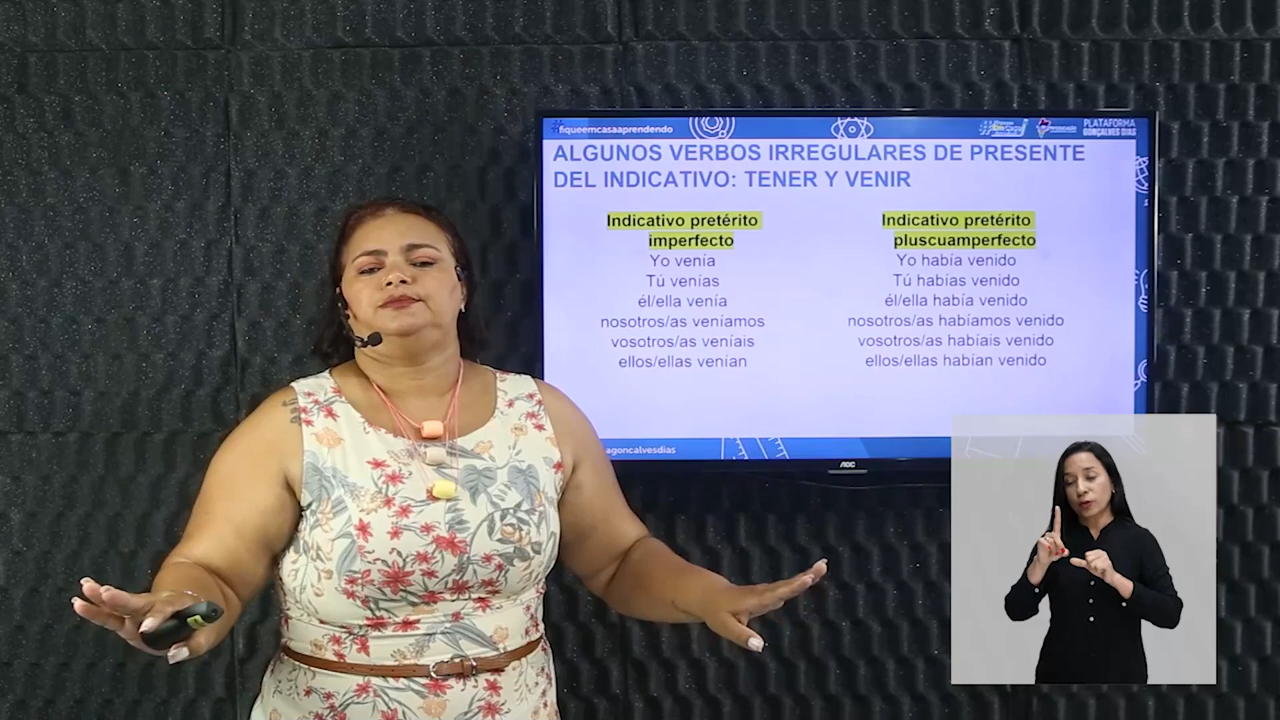 #fiqueemcasaaprendendo
PLATAFORMA
GONÇALVES DIAS
ALGUNOS VERBOS IRREGULARES DE PRESENTE
DEL INDICATIVO: TENER Y VENIR
Indicativo pretérito
imperfecto
Yo venía
Tú venías
él/ella venía
nosotros/as veníamos
vosotros/as veníais
ellos/ellas venían
Indicativo pretérito
pluscuamperfecto
Yo había venido
Tú habías venido
él/ella había venido
nosotros/as habíamos venido
vosotros/as habíais venido
ellos/ellas habían venido
agoncalvesdias
AOC